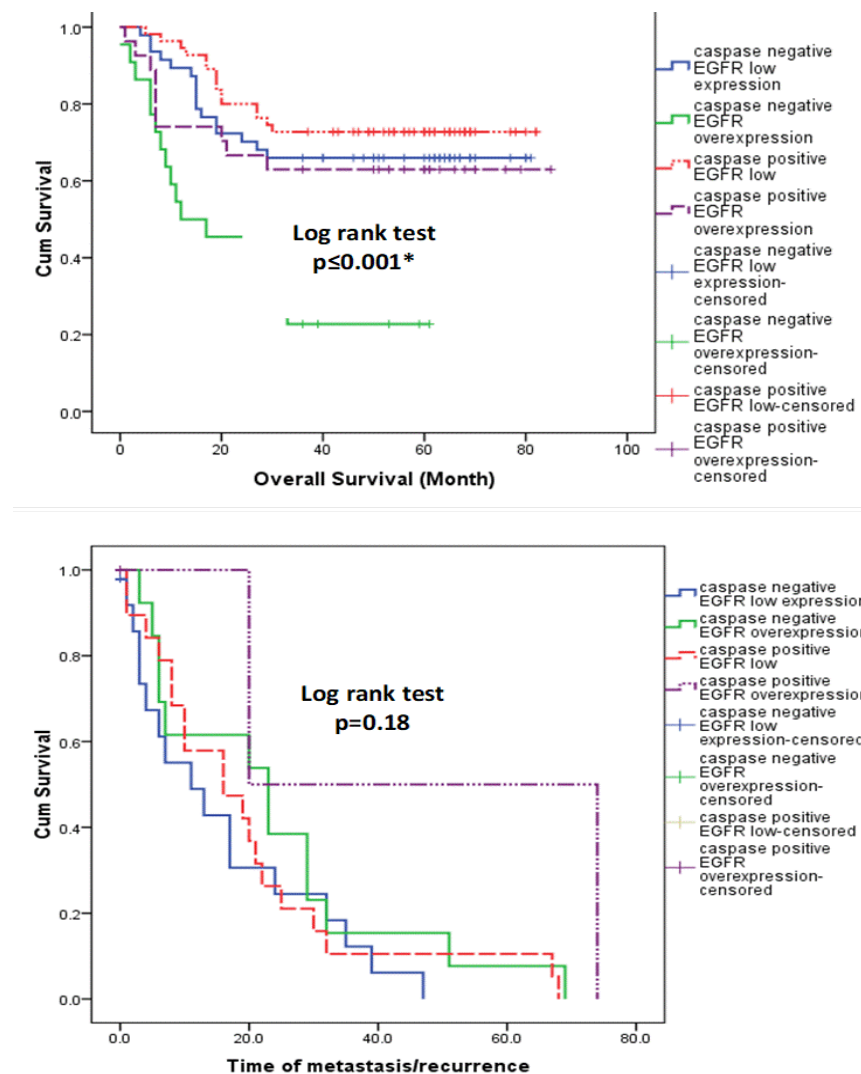 1.0
0.8
0.6
0.4
0.2
0.0
Cum Survival
Log rank test
p≤0.001*
0
20
40
60
80
100
Overall Survival (Month)
caspase negative
EGFR low
expression
caspase negative
EGFR
overexpression
caspase positive
EGFR low
caspase positive
EGFR
overexpression
caspase negative
EGFR low
expression-
censored
caspase negative
EGFR
overexpression-
censored
caspase positive
EGFR low-censored
caspase positive
EGFR
overexpression-
censored
1.0
0.8
0.6
0.4
0.2
0.0
Cum Survival
Log rank test
p=0.18
0.0
20.0
40.0
60.0
80.0
Time of metastasis/recurrence
caspase negative
EGFR low expression
caspase negative
EGFR overexpression
caspase positive
EGFR low
caspase positive
EGFR overexpression
caspase negative
EGFR low
expression-censored
caspase negative
EGFR
overexpression-
censored
caspase positive
EGFR low-censored
caspase positive
EGFR
overexpression-
censored